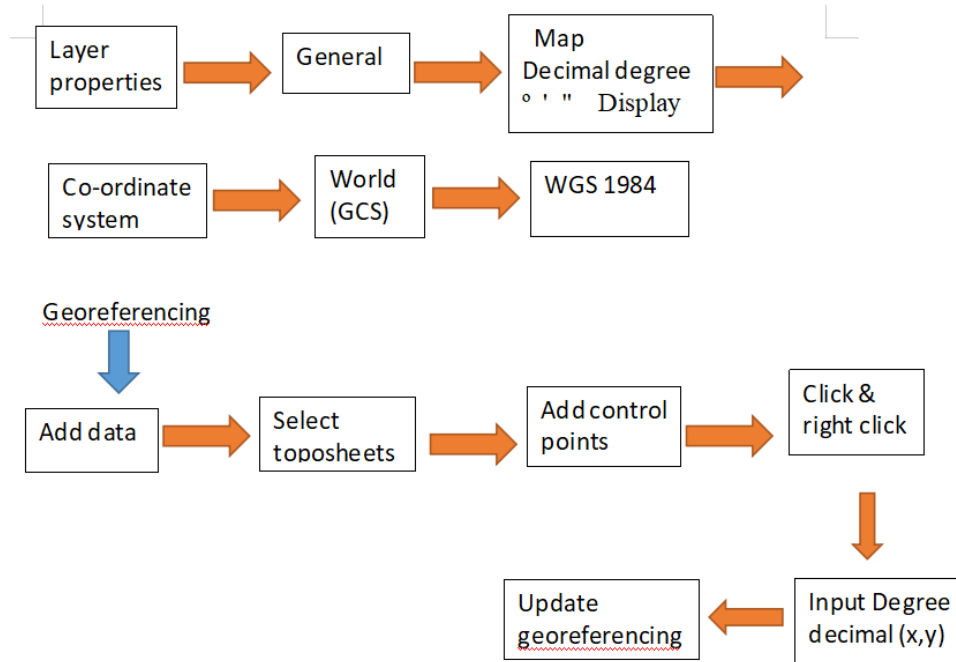 Layer
properties
General
Map
Decimal degree
° ' " Display
Co-ordinate
system
World
(GCS)
WGS 1984
Georeferencing
Add data
Select
toposheets
Add control
points
Click &
right click
Input Degree
decimal (x,y)
Update
georeferencing